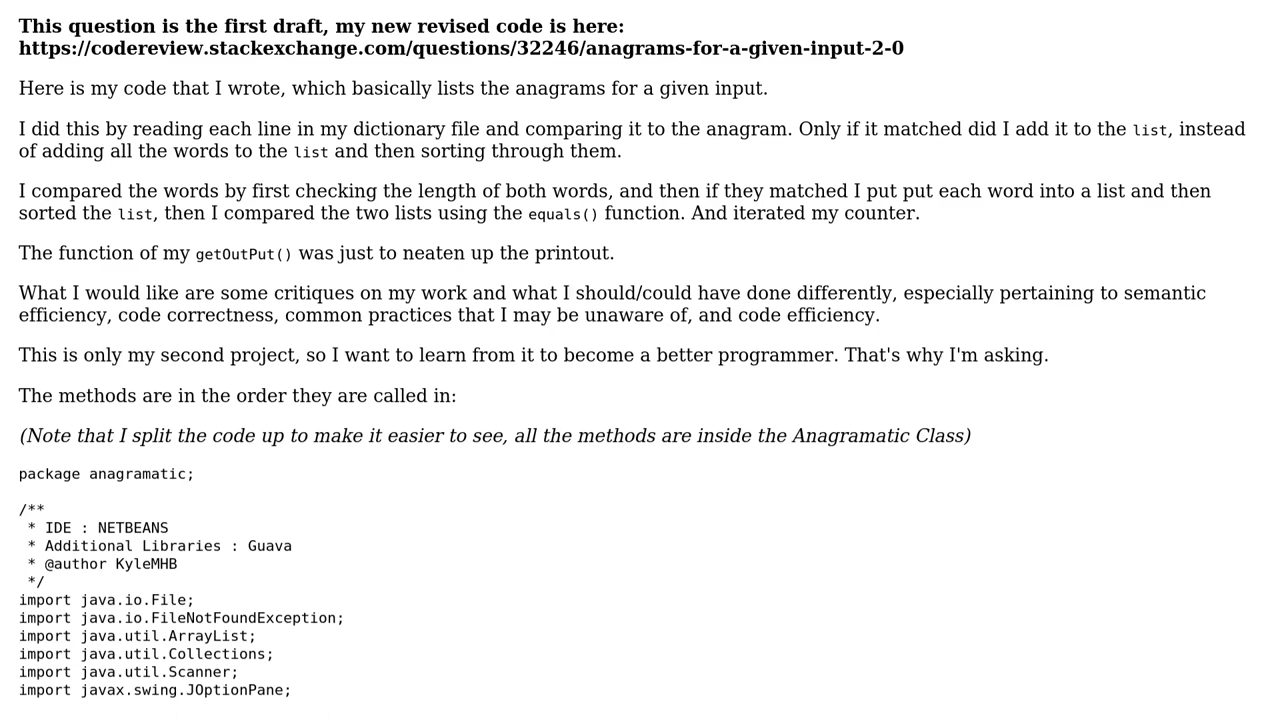 This question is the first draft, my new revised code is here:
https://codereview.stackexchange.com/questions/32246/anagrams-for-a-given-input-2-0
Here is my code that I wrote, which basically lists the anagrams for a given input.
I did this by reading each line in my dictionary file and comparing it to the anagram. Only if it matched did I add it to the list, instead
of adding all the words to the list and then sorting through them.
I compared the words by first checking the length of both words, and then if they matched I put put each word into a list and then
sorted the list, then I compared the two lists using the equals() function. And iterated my counter.
The function of my getOutPut() was just to neaten up the printout.
What I would like are some critiques on my work and what I should/could have done differently, especially pertaining to semantic
efficiency, code correctness, common practices that I may be unaware of, and code efficiency.
This is only my second project, so I want to learn from it to become a better programmer. That's why I'm asking.
The methods are in the order they are called in:
(Note that I split the code up to make it easier to see, all the methods are inside the Anagramatic Class)
package anagramatic;
/**
 * IDE : NETBEANS
 * Additional Libraries : Guava
 * @author KyleMHB
 */
import java.io.File;
import java.io.FileNotFoundException;
import java.util.ArrayList;
import java.util.Collections;
import java.util.Scanner;
import javax.swing.JOptionPane;